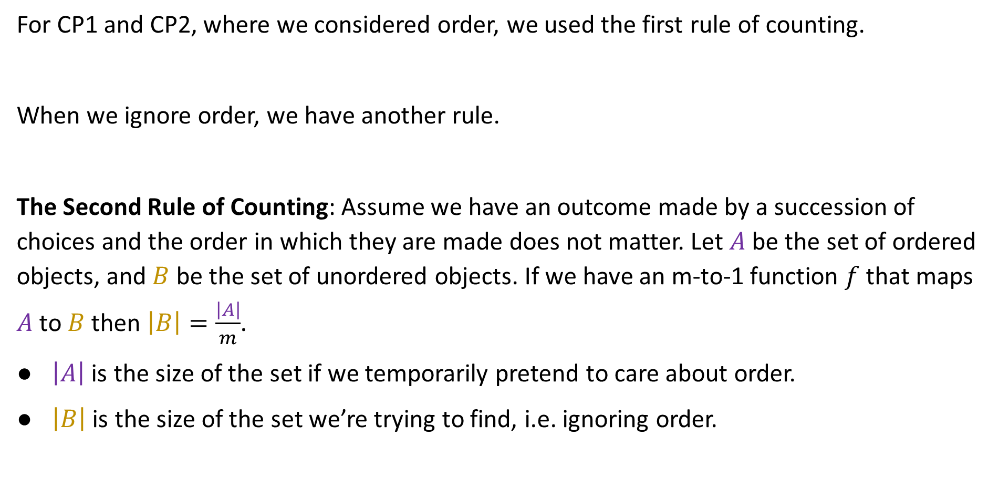 For CP1 and CP2, where we considered order, we used the first rule of counting.
When we ignore order, we have another rule.
The Second Rule of Counting: Assume we have an outcome made by a succession of
choices and the order in which they are made does not matter. Let A be the set of ordered
objects, and B be the set of unordered objects. If we have an m-to-1 function f that maps
A to B then |B| = |A|/m.
● |A| is the size of the set if we temporarily pretend to care about order.
● |B| is the size of the set we’re trying to find, i.e. ignoring order.